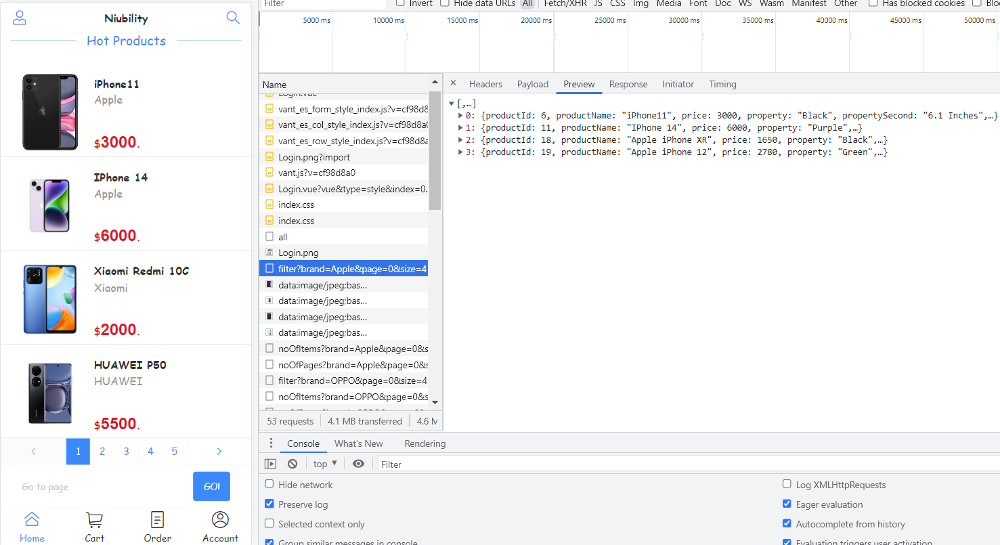 Niubility
Hot Products
iPhone11
Apple
$3000.
IPhone 14
Apple
$6000.
Xiaomi Redmi 10C
Xiaomi
$2000.
HUAWEI P50
HUAWEI
$5500.
< 1 2 3 4 5 >
Go to page GO!
Home Cart Order Account
Filter Invert Hide data URLs All Fetch/XHR JS CSS Img Media Font Doc WS Wasm Manifest Other Has blocked cookies Blo
5000 ms 10000 ms 15000 ms 20000 ms 25000 ms 30000 ms 35000 ms 40000 ms 45000 ms 50000 ms
Name
Login.vue
vant_es_form_style_index.js?v=cf98d8
vant_es_col_style_index.js?v=cf98d8a0
vant_es_row_style_index.js?v=cf98d8a
Login.png?import
vant.js?v=cf98d8a0
Login.vue?vue&type=style&index=0.
index.css
index.css
all
Login.png
filter?brand=Apple&page=0&size=4
data:image/jpeg;bas...
data:image/jpeg;bas...
data:image/jpeg;bas...
data:image/jpeg;bas...
noOfItems?brand=Apple&page=0&s
noOfPages?brand=Apple&page=0&s
filter?brand=OPPO&page=0&size=4
noOfItems?brand=OPPO&page=0&s
53 requests 4.1 MB transferred 4.6 M
× Headers Payload Preview Response Initiator Timing
[,…]
0: {productId: 6, productName: "iPhone11", price: 3000, property: "Black", propertySecond: "6.1 Inches",…}
1: {productId: 11, productName: "IPhone 14", price: 6000, property: "Purple",…}
2: {productId: 18, productName: "Apple iPhone XR", price: 1650, property: "Black",…}
3: {productId: 19, productName: "Apple iPhone 12", price: 2780, property: "Green",…}
Console What's New Rendering
top ▼ Filter
Hide network Log XMLHttpRequests
Preserve log Eager evaluation
Selected context only Autocomplete from history
Group similar messages in console Evaluation triggers user activation